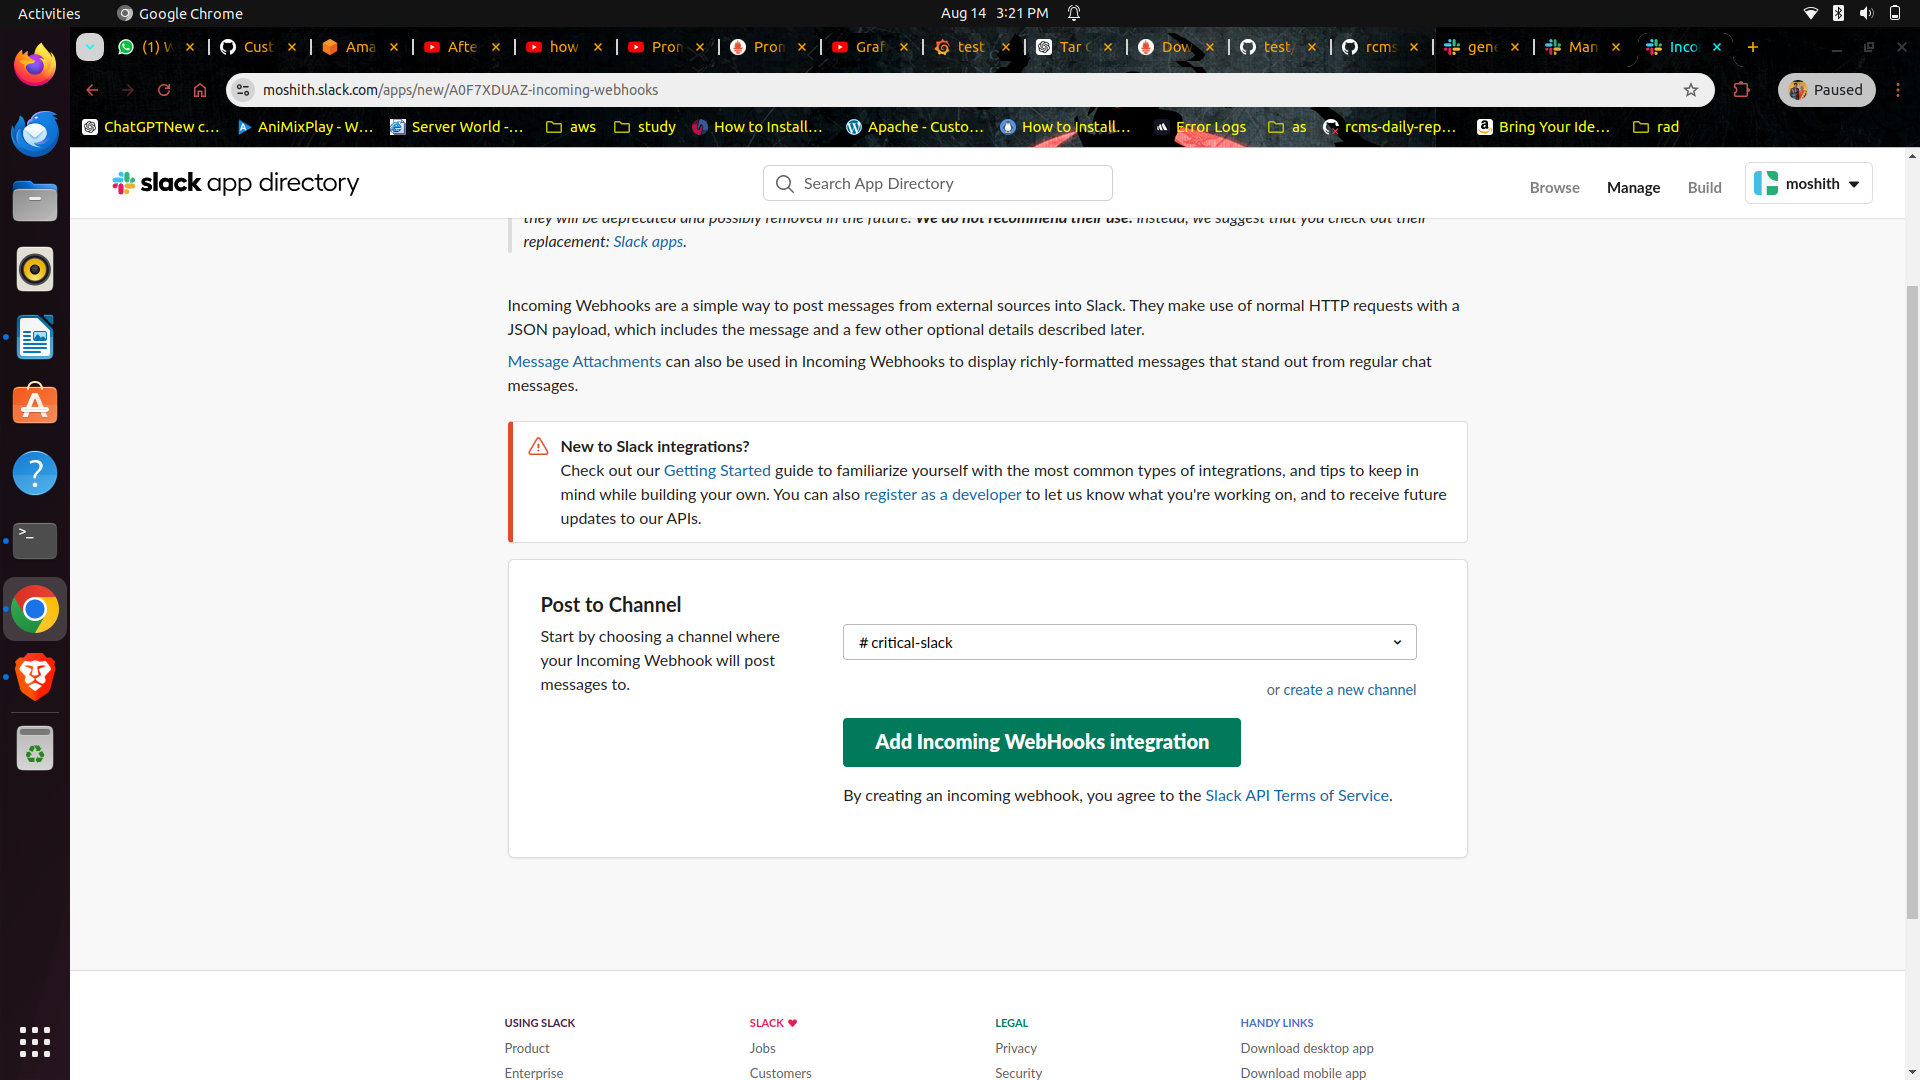 Activities
Google Chrome
Aug 14 3:21 PM
(1) W
Cust
Ama
Afte
how
Pron
Pron
Graf
test
Tar
Dow
test
rcms
gene
Man
Inco
moshith.slack.com/apps/new/A0F7XDUAZ-incoming-webhooks
Paused
ChatGPTNew c...
AniMixPlay - W...
Server World -...
aws
study
How to Install...
Apache - Custo...
How to Install...
Error Logs
as
rcms-daily-rep...
Bring Your Ide...
rad
slack app directory
Search App Directory
Browse
Manage
Build
moshith
they will be deprecated and possibly removed in the future. We do not recommend their use. Instead, we suggest that you check out their
replacement: Slack apps.
Incoming Webhooks are a simple way to post messages from external sources into Slack. They make use of normal HTTP requests with a
JSON payload, which includes the message and a few other optional details described later.
Message Attachments can also be used in Incoming Webhooks to display richly-formatted messages that stand out from regular chat
messages.
New to Slack integrations?
Check out our Getting Started guide to familiarize yourself with the most common types of integrations, and tips to keep in
mind while building your own. You can also register as a developer to let us know what you're working on, and to receive future
updates to our APIs.
Post to Channel
Start by choosing a channel where
your Incoming Webhook will post
messages to.
# critical-slack
or create a new channel
Add Incoming WebHooks integration
By creating an incoming webhook, you agree to the Slack API Terms of Service.
USING SLACK
SLACK
LEGAL
HANDY LINKS
Product
Jobs
Privacy
Download desktop app
Enterprise
Customers
Security
Download mobile app